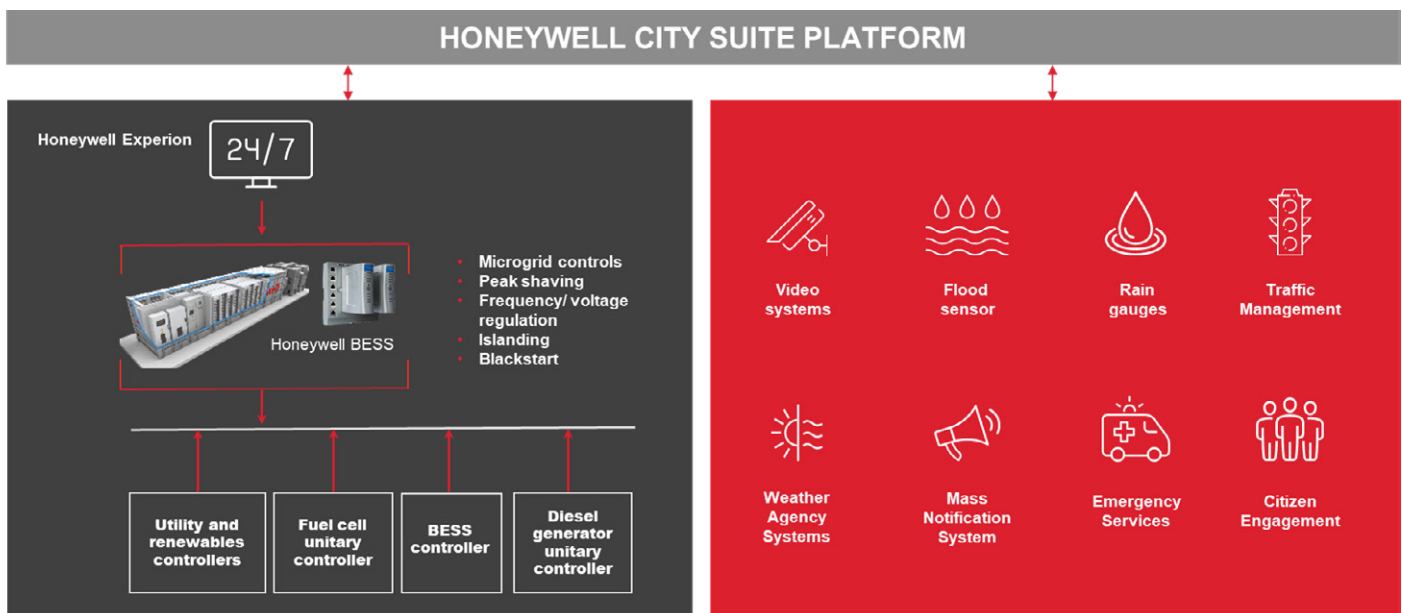 HONEYWELL CITY SUITE PLATFORM
Honeywell Experion
24/7
Honeywell BESS
• Microgrid controls
• Peak shaving
• Frequency/ voltage
regulation
• Islanding
• Blackstart
Utility and
renewables
controllers
Fuel cell
unitary
controller
BESS
controller
Diesel
generator
unitary
controller
Video
systems
Flood
sensor
Rain
gauges
Traffic
Management
Weather
Agency
Systems
Mass
Notification
System
Emergency
Services
Citizen
Engagement